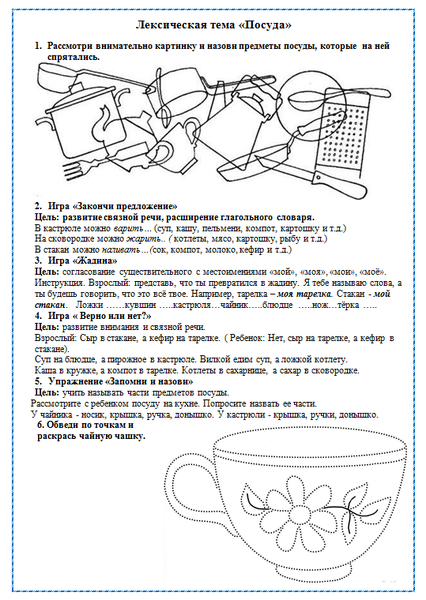 Лексическая тема «Посуда»
1. Рассмотри внимательно картинку и назови предметы посуды, которые на ней
спрятались.
2. Игра «Закончи предложение»
Цель: развитие связной речи, расширение глагольного словаря.
В кастрюле можно варить… (суп, кашу, пельмени, компот, картошку и т.д.)
На сковородке можно жарить.. ( котлеты, мясо, картошку, рыбу и т.д.)
В стакан можно наливать…(сок, компот, молоко, кефир и т.д.)
3. Игра «Жадина»
Цель: согласование существительного с местоимениями «мой», «моя», «мои», «моё».
Инструкция. Взрослый: представь, что ты превратился в жадину. Я тебе называю слова, а
ты будешь говорить, что это всё твое. Например, тарелка – моя тарелка. Стакан - мой
стакан. Ложки ……кувшин …..кастрюля…чайник….блюдце ….нож…тёрка …..
4. Игра « Верно или нет?»
Цель: развитие внимания и связной речи.
Взрослый: Сыр в стакане, а кефир на тарелке. ( Ребенок: Нет, сыр на тарелке, а кефир в
стакане).
Суп на блюдце, а пирожное в кастрюле. Вилкой едим суп, а ложкой котлету.
Каша в кружке, а компот в тарелке. Котлеты в сахарнице, а сахар в сковородке.
5. Упражнение «Запомни и назови»
Цель: учить называть части предметов посуды.
Рассмотрите с ребенком посуду на кухне. Попросите назвать ее части.
У чайника - носик, крышка, ручка, донышко. У кастрюли - крышка, ручки, донышко.
6. Обведи по точкам и
раскрась чайную чашку.